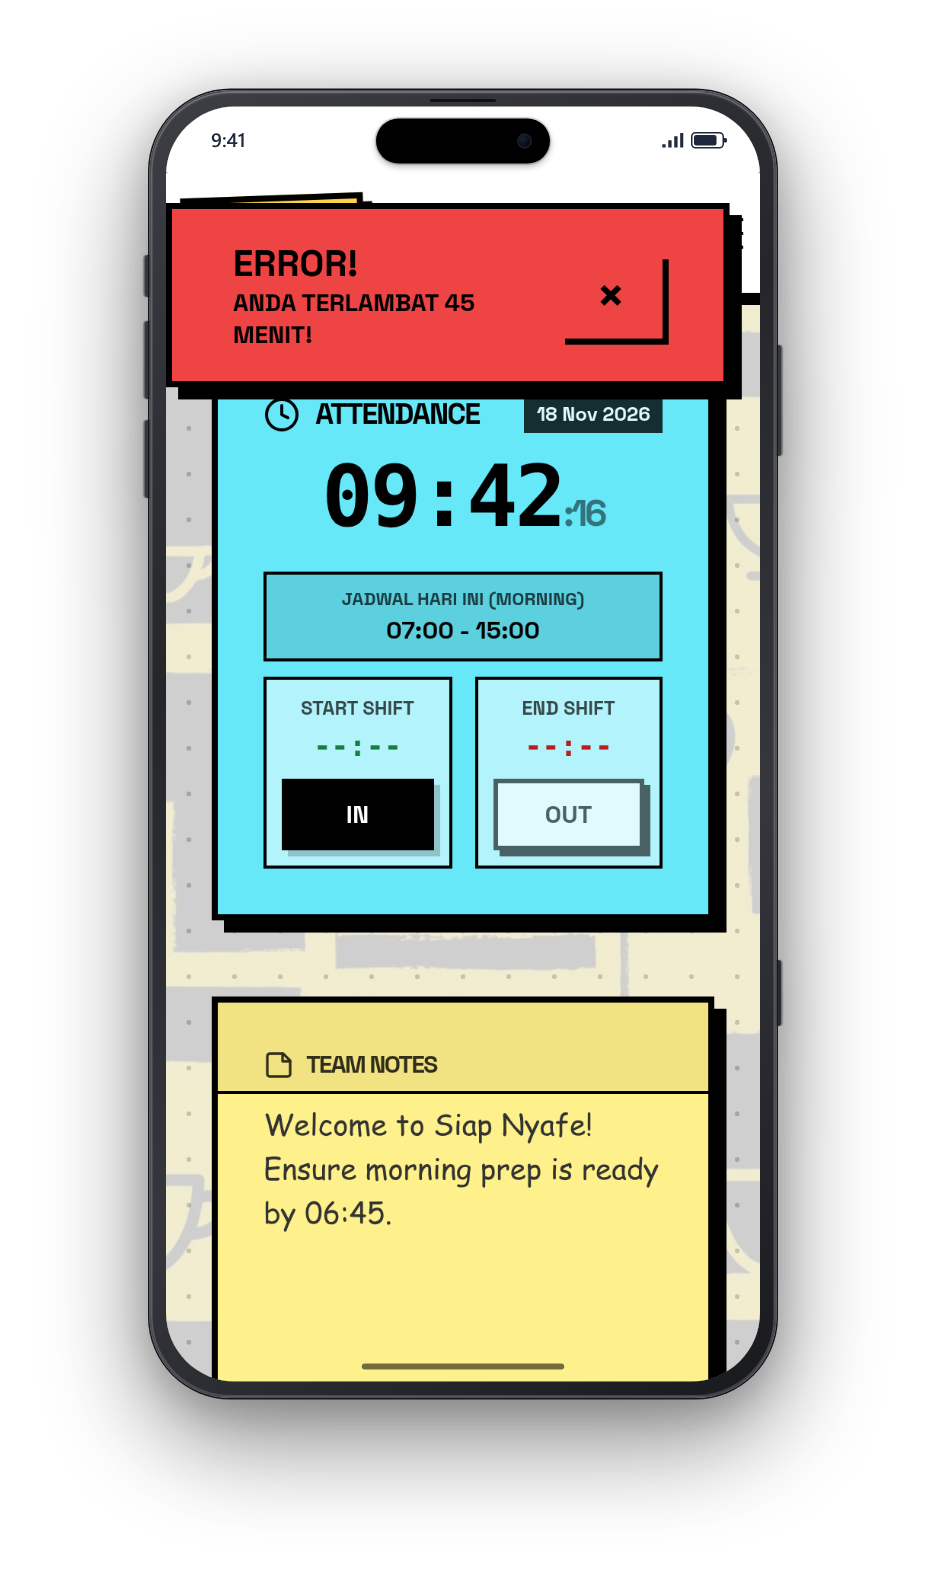 9:41
ERROR!
ANDA TERLAMBAT 45
MENIT!
×
ATTENDANCE
18 Nov 2026
09:42:16
JADWAL HARI INI (MORNING)
07:00 - 15:00
START SHIFT
--:--
IN
END SHIFT
--:--
OUT
TEAM NOTES
Welcome to Siap Nyafe!
Ensure morning prep is ready
by 06:45.